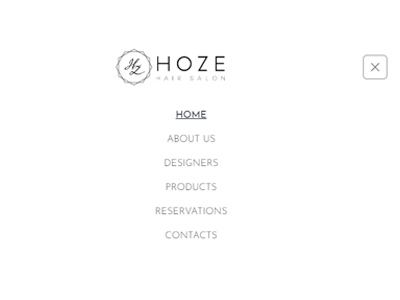 Hz
HOZE
HAIR SALON
HOME
ABOUT US
DESIGNERS
PRODUCTS
RESERVATIONS
CONTACTS